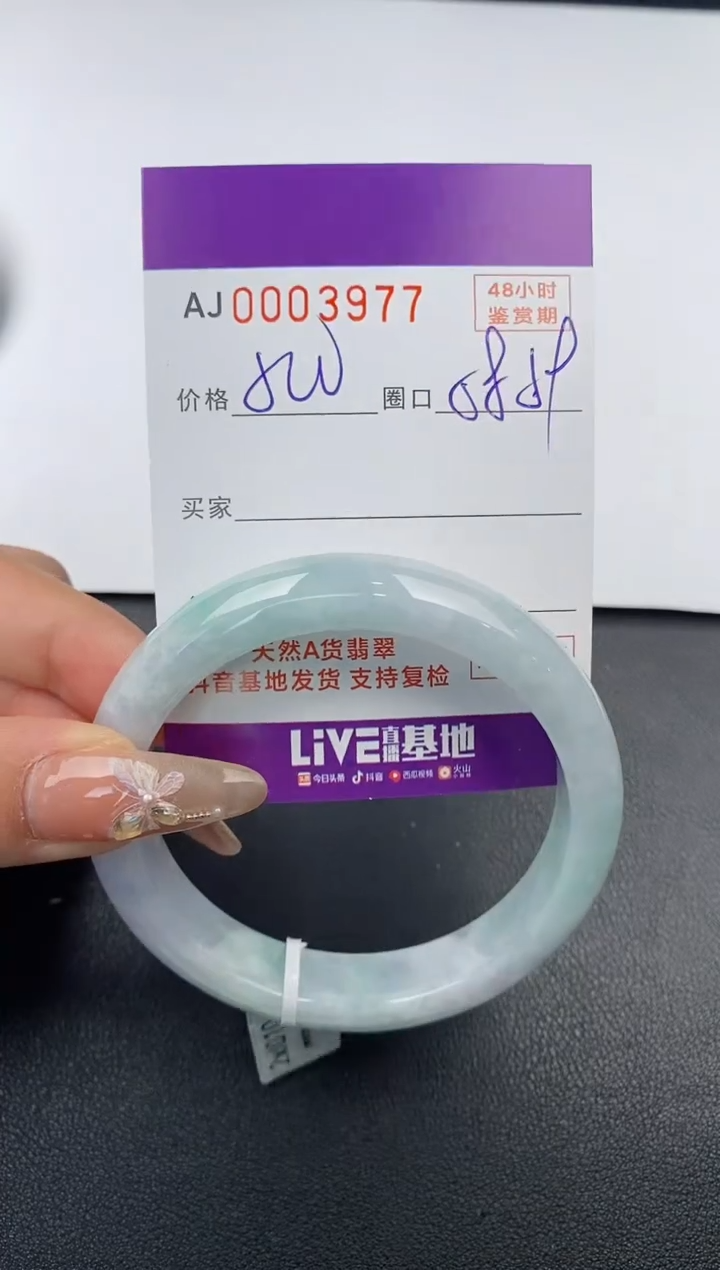 AJ 0003977
48小时
鉴赏期
价格
圈口
买家
天然A货翡翠
抖音基地发货 支持复检
LiVE直播基地
今日头条 抖音 西瓜视频 火山